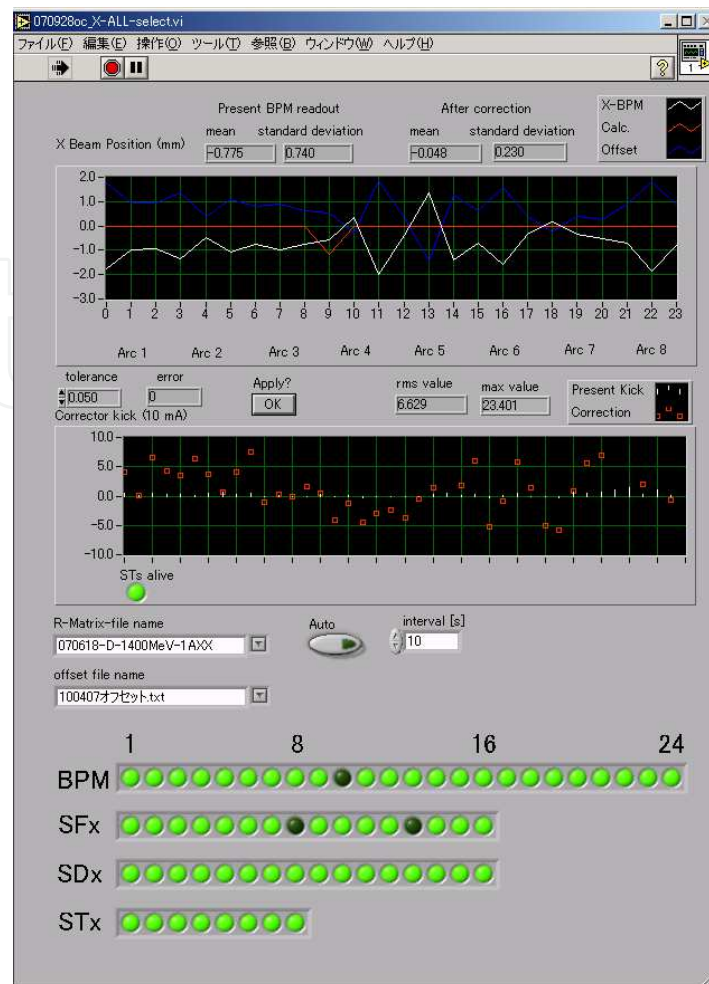 070928oc_X-ALL-select.vi
ファイル(F) 編集(E) 操作(O) ツール(T) 参照(B) ウィンドウ(W) ヘルプ(H)
1
Present BPM readout After correction X-BPM
X Beam Position (mm) mean standard deviation mean standard deviation Calc.
-0.775 0.740 -0.048 0.230 Offset
2.0
1.0
0.0
-1.0
-2.0
-3.0
0 1 2 3 4 5 6 7 8 9 10 11 12 13 14 15 16 17 18 19 20 21 22 23
Arc 1 Arc 2 Arc 3 Arc 4 Arc 5 Arc 6 Arc 7 Arc 8
tolerance error Apply? rms value max value Present Kick
0.050 0 OK 6.629 23.401 Correction
Corrector kick (10 mA)
10.0
5.0
0.0
-5.0
-10.0
STs alive
R-Matrix-file name Auto interval [s]
070618-D-1400MeV-1AXX 10
offset file name
100407オフセット.txt
1 8 16 24
BPM
SFx
SDx
STx